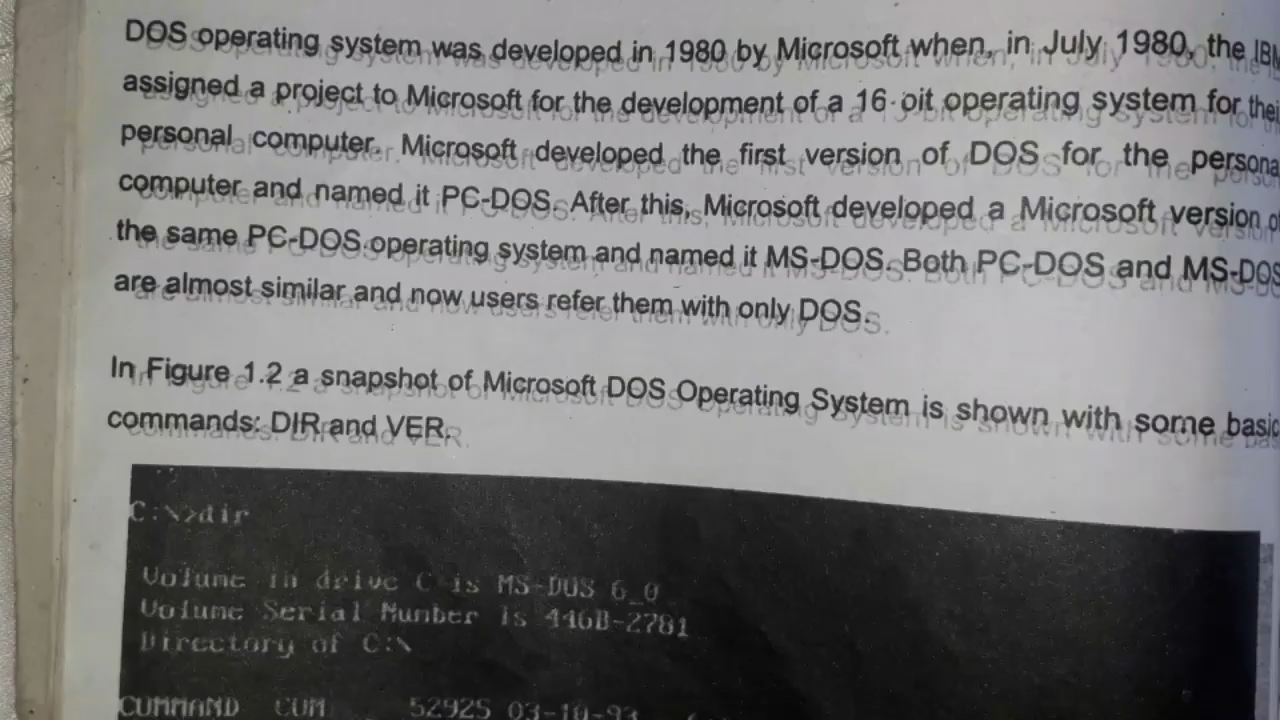 DOS operating system was developed in 1980 by Microsoft when, in July 1980, the IBM
assigned a project to Microsoft for the development of a 16-bit operating system for their
personal computer. Microsoft developed the first version of DOS for the persona
computer and named it PC-DOS. After this, Microsoft developed a Microsoft version of
the same PC-DOS operating system and named it MS-DOS. Both PC-DOS and MS-DOS
are almost similar and now users refer them with only DOS.
In Figure 1.2 a snapshot of Microsoft DOS Operating System is shown with some basic
commands: DIR and VER.
C:\>dir
Volume in drive C is MS-DOS 6_0
Volume Serial Number is 446B-2781
Directory of C:\
COMMAND COM 52925 03-10-93